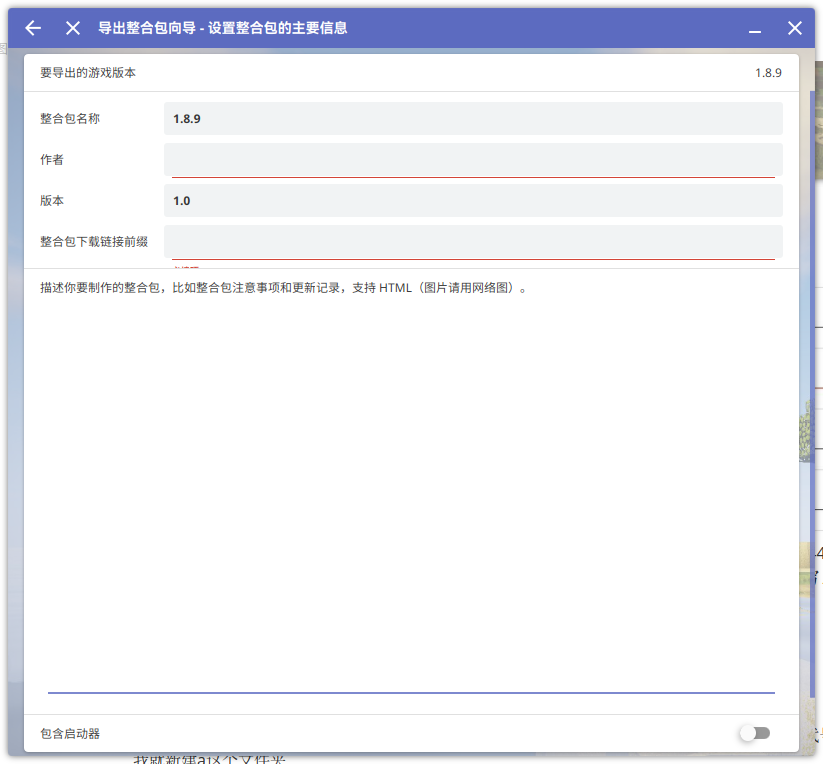 导出整合包向导 - 设置整合包的主要信息
要导出的游戏版本 1.8.9
整合包名称 1.8.9
作者
版本 1.0
整合包下载链接前缀
描述你要制作的整合包，比如整合包注意事项和更新记录，支持 HTML（图片请用网络图）。
包含启动器
我就新建a这个文件夹